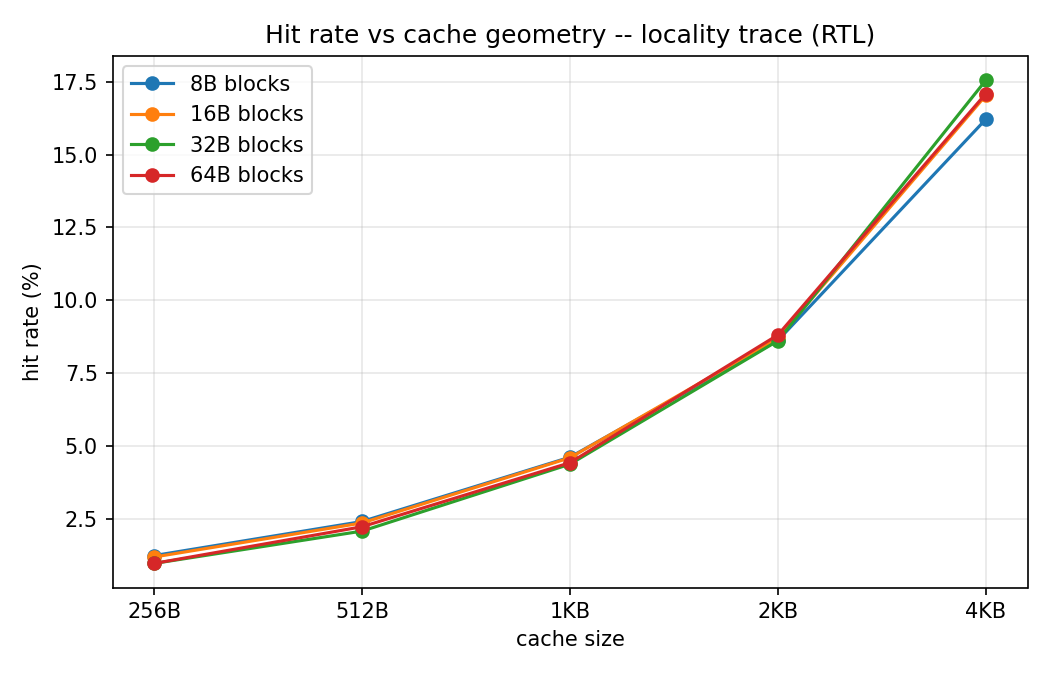 Hit rate vs cache geometry -- locality trace (RTL)
8B blocks
16B blocks
32B blocks
64B blocks
17.5
15.0
12.5
10.0
7.5
5.0
2.5
hit rate (%)
256B 512B 1KB 2KB 4KB
cache size